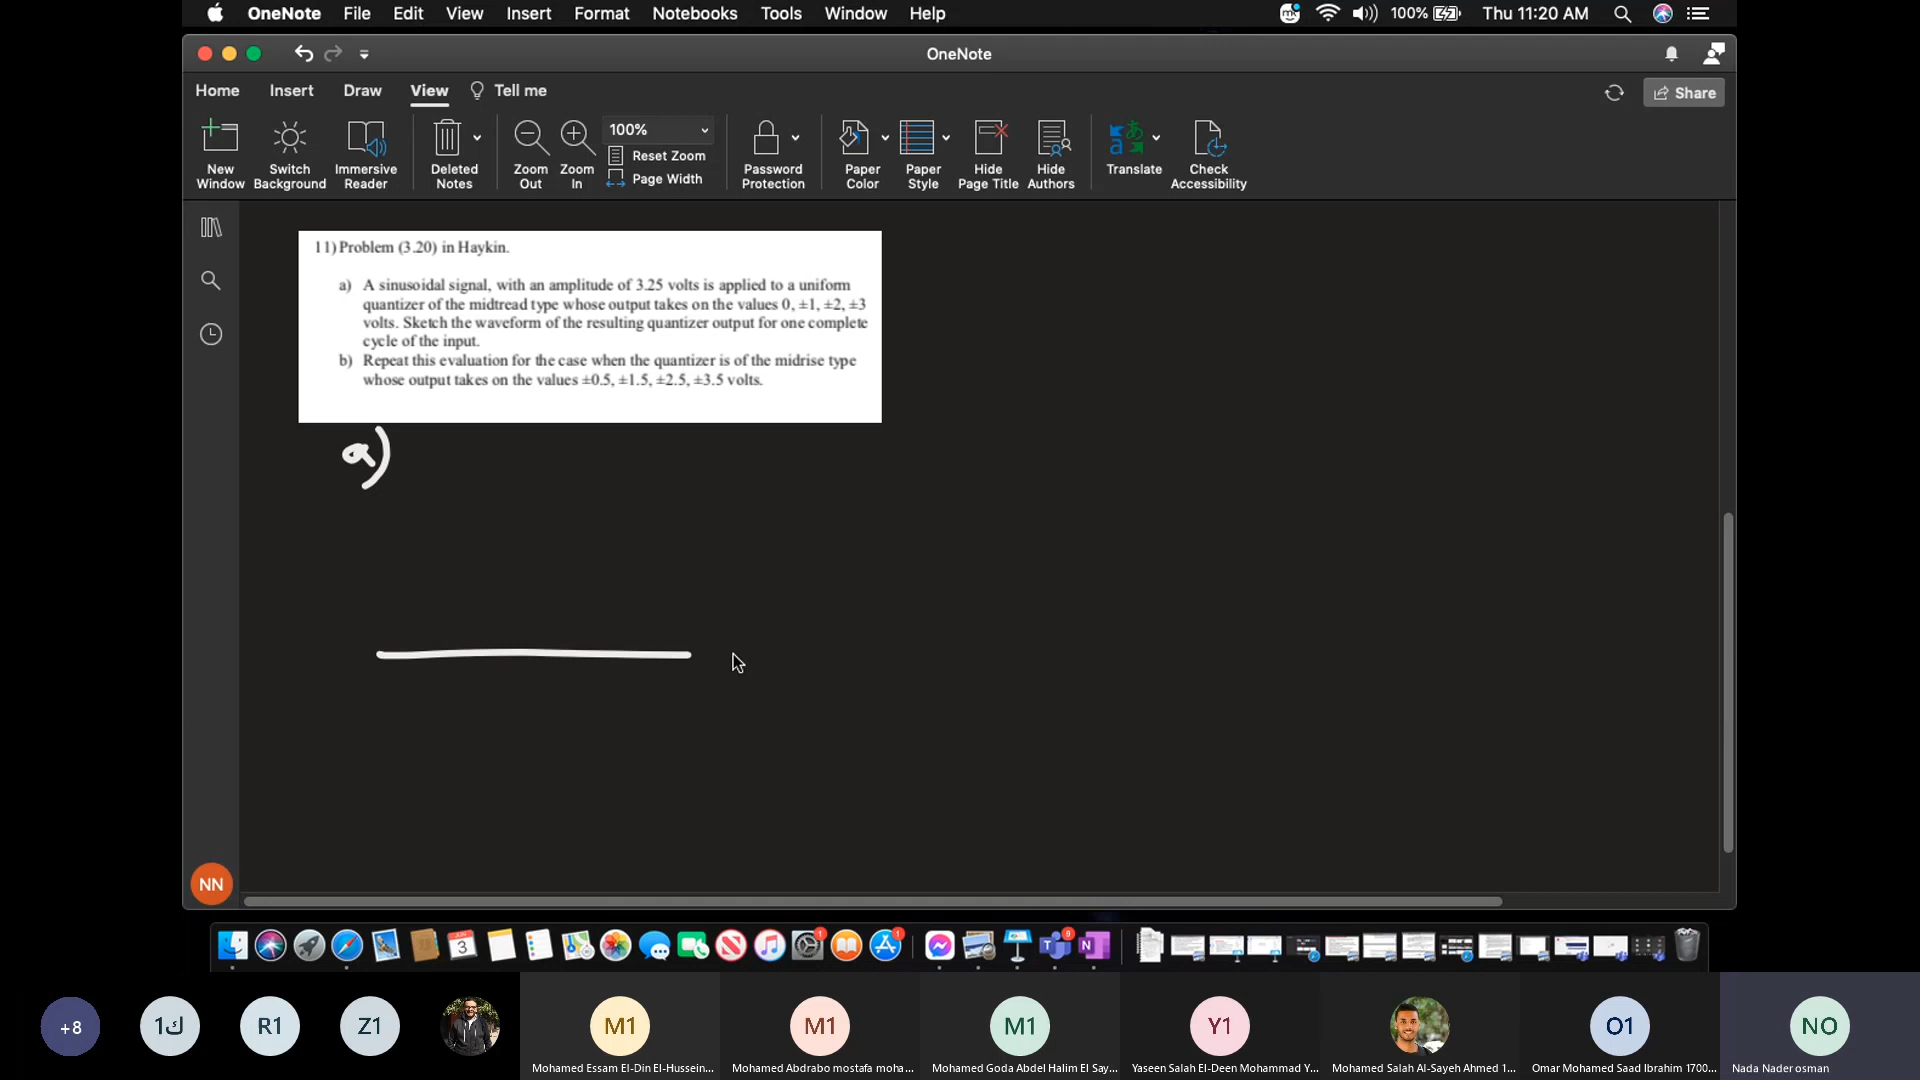 OneNote File Edit View Insert Format Notebooks Tools Window Help 100% Thu 11:20 AM
OneNote
Home Insert Draw View Tell me Share
New Window
Switch Background
Immersive Reader
Deleted Notes
Zoom Out
Zoom In
100%
Reset Zoom
Page Width
Password Protection
Paper Color
Paper Style
Hide Page Title
Hide Authors
Translate
Check Accessibility
11) Problem (3.20) in Haykin.
a) A sinusoidal signal, with an amplitude of 3.25 volts is applied to a uniform
quantizer of the midtread type whose output takes on the values 0, ±1, ±2, ±3
volts. Sketch the waveform of the resulting quantizer output for one complete
cycle of the input.
b) Repeat this evaluation for the case when the quantizer is of the midrise type
whose output takes on the values ±0.5, ±1.5, ±2.5, ±3.5 volts.
a)
NN
+8 1ك R1 Z1 M1 M1 M1 Y1 O1 NO
Mohamed Essam El-Din El-Hussein... Mohamed Abdrabo mostafa moha... Mohamed Goda Abdel Halim El Say... Yaseen Salah El-Deen Mohammad Y... Mohamed Salah Al-Sayeh Ahmed 1... Omar Mohamed Saad Ibrahim 1700... Nada Nader osman